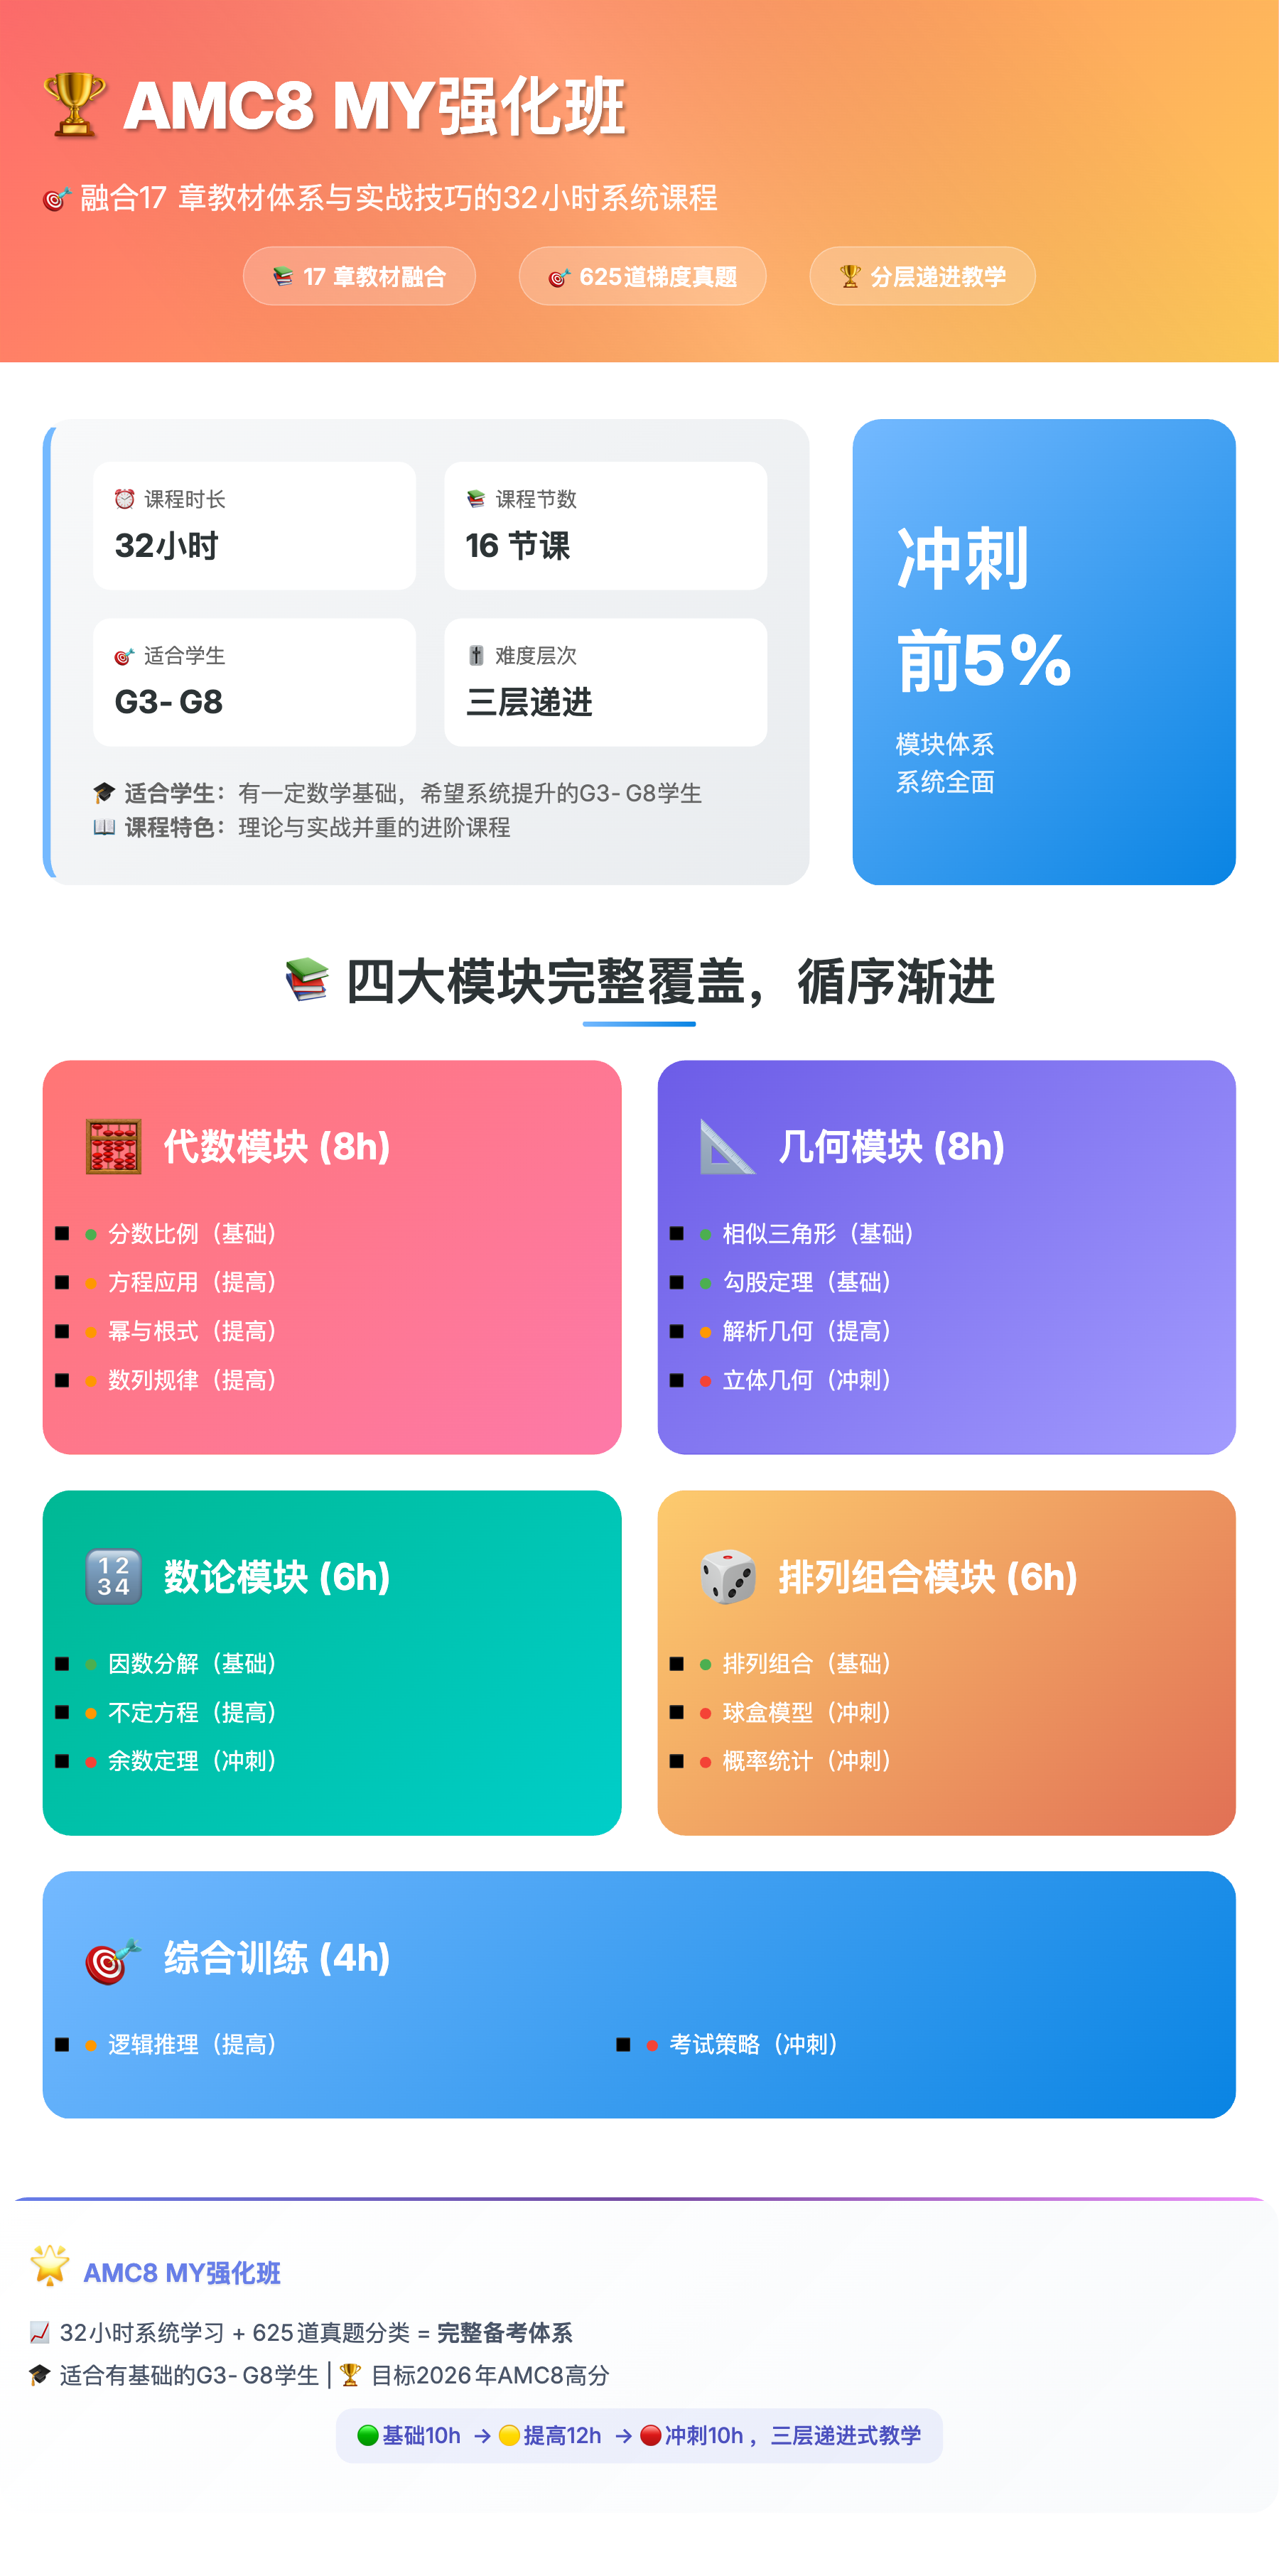 AMC8 MY强化班
融合17 章教材体系与实战技巧的32小时系统课程
17 章教材融合
625道梯度真题
分层递进教学
课程时长
32小时
课程节数
16 节课
适合学生
G3- G8
难度层次
三层递进
适合学生：有一定数学基础，希望系统提升的G3- G8学生
课程特色：理论与实战并重的进阶课程
冲刺
前5%
模块体系
系统全面
四大模块完整覆盖，循序渐进
代数模块 (8h)
分数比例（基础）
方程应用（提高）
幂与根式（提高）
数列规律（提高）
几何模块 (8h)
相似三角形（基础）
勾股定理（基础）
解析几何（提高）
立体几何（冲刺）
数论模块 (6h)
因数分解（基础）
不定方程（提高）
余数定理（冲刺）
排列组合模块 (6h)
排列组合（基础）
球盒模型（冲刺）
概率统计（冲刺）
综合训练 (4h)
逻辑推理（提高）
考试策略（冲刺）
AMC8 MY强化班
32小时系统学习 + 625道真题分类 = 完整备考体系
适合有基础的G3- G8学生 | 目标2026年AMC8高分
基础10h → 提高12h → 冲刺10h ，三层递进式教学